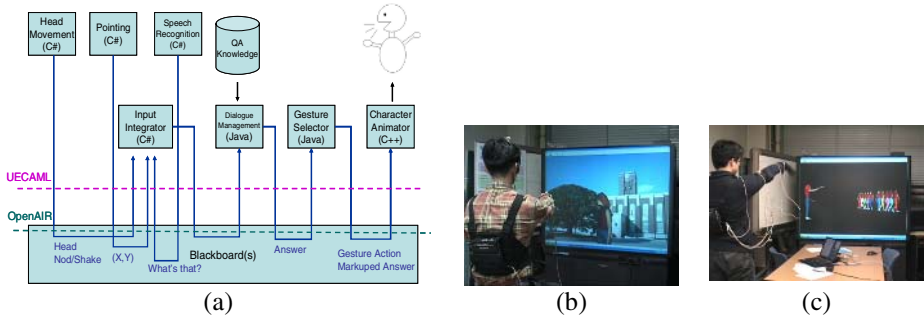 Head
Movement
(C#)
Pointing
(C#)
Speech
Recognition
(C#)
QA
Knowledge
Input
Integrator
(C#)
Dialogue
Management
(Java)
Gesture
Selector
(Java)
Character
Animator
(C++)
UECAML
OpenAIR
Head
Nod/Shake
(X,Y)
What's that?
Blackboard(s)
Answer
Gesture Action
Markuped Answer
(a)
(b)
(c)